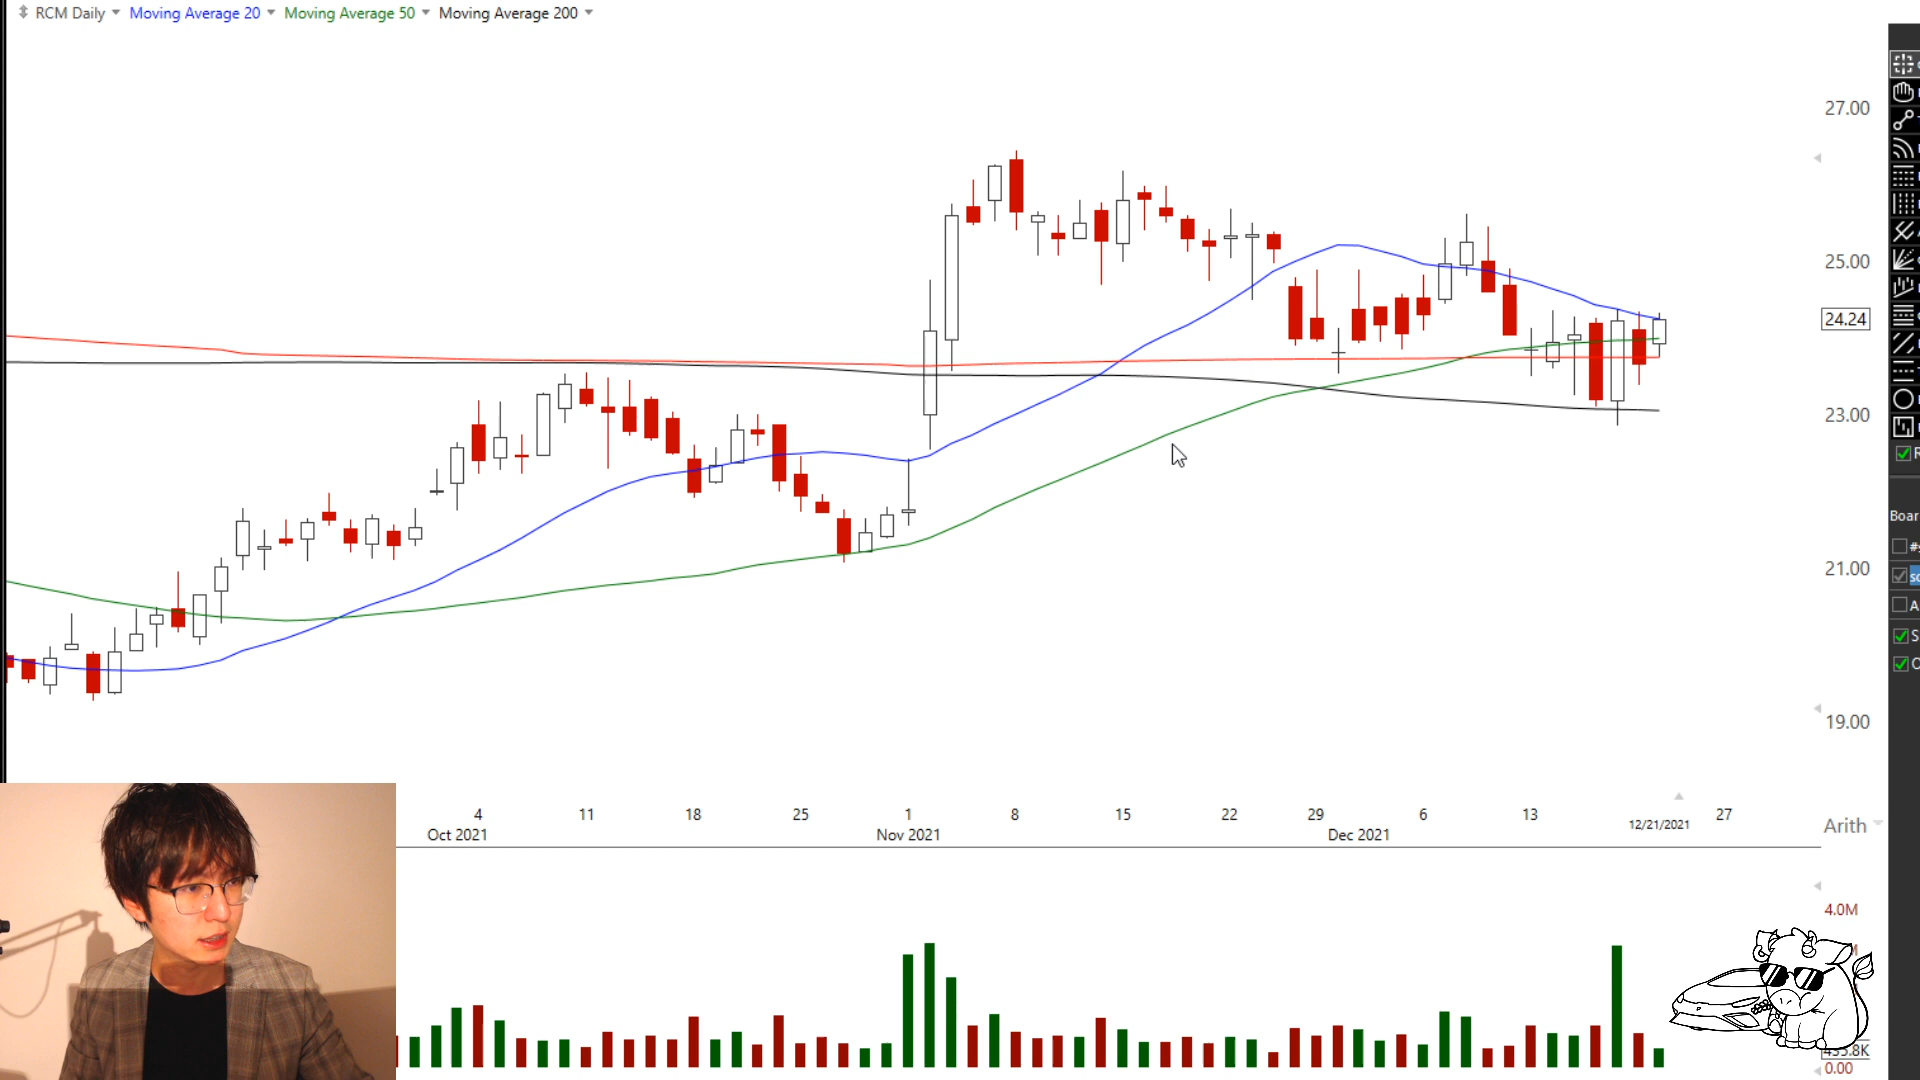 RCM Daily Moving Average 20 Moving Average 50 Moving Average 200
27.00
25.00
24.24
23.00
21.00
19.00
R
Boar
#s
A
S
C
4 11 18 25 1 8 15 22 29 6 13 12/21/2021 27
Oct 2021 Nov 2021 Dec 2021
Arith
4.0M
0.00